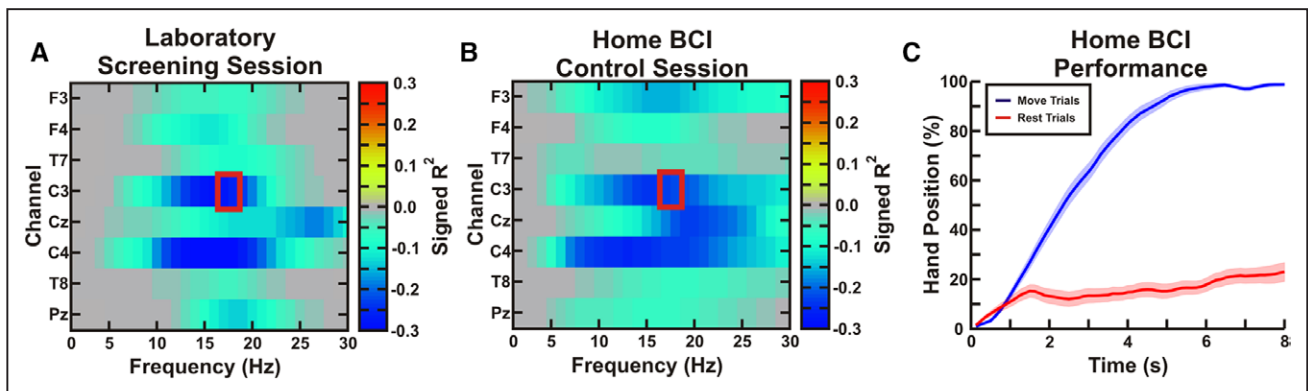 A
Laboratory
Screening Session
F3
F4
T7
C3
Cz
C4
T8
Pz
Channel
0 5 10 15 20 25 30
Frequency (Hz)
0.3
0.2
0.1
0.0
-0.1
-0.2
-0.3
Signed R²
B
Home BCI
Control Session
F3
F4
T7
C3
Cz
C4
T8
Pz
Channel
0 5 10 15 20 25 30
Frequency (Hz)
0.3
0.2
0.1
0.0
-0.1
-0.2
-0.3
Signed R²
C
Home BCI
Performance
Move Trials
Rest Trials
100
80
60
40
20
0
Hand Position (%)
0 2 4 6 8
Time (s)